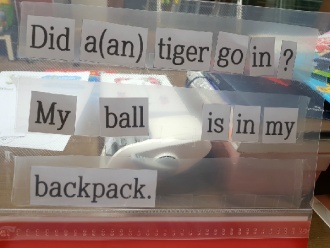 Did a(an) tiger go in ?
My ball is in my
backpack.